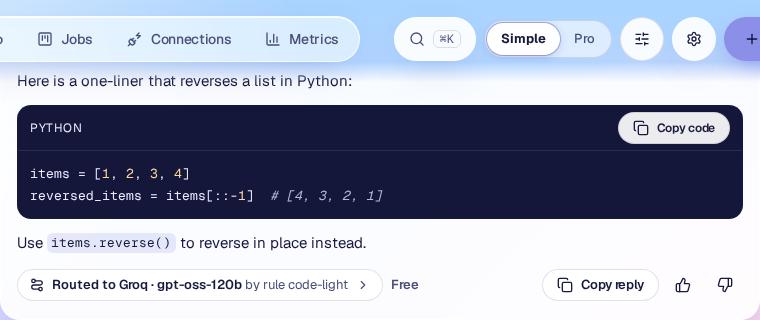 Jobs Connections Metrics ⌘K Simple Pro
Here is a one-liner that reverses a list in Python:
PYTHON Copy code
items = [1, 2, 3, 4]
reversed_items = items[::-1]  # [4, 3, 2, 1]
Use items.reverse() to reverse in place instead.
Routed to Groq · gpt-oss-120b by rule code-light Free Copy reply